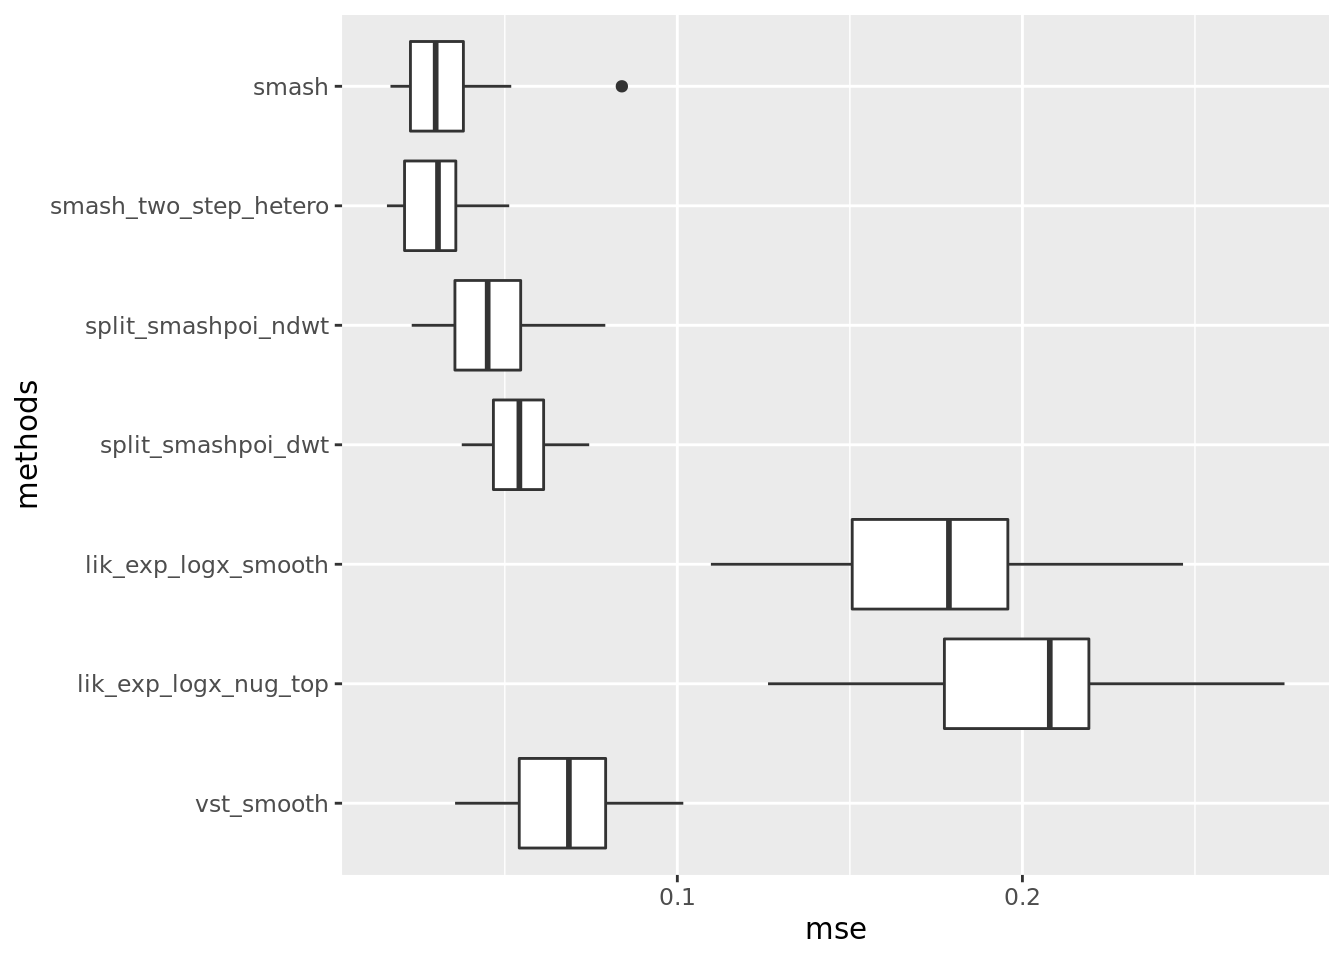 smash
smash_two_step_hetero
split_smashpoi_ndwt
split_smashpoi_dwt
lik_exp_logx_smooth
lik_exp_logx_nug_top
vst_smooth
methods
0.1
0.2
mse